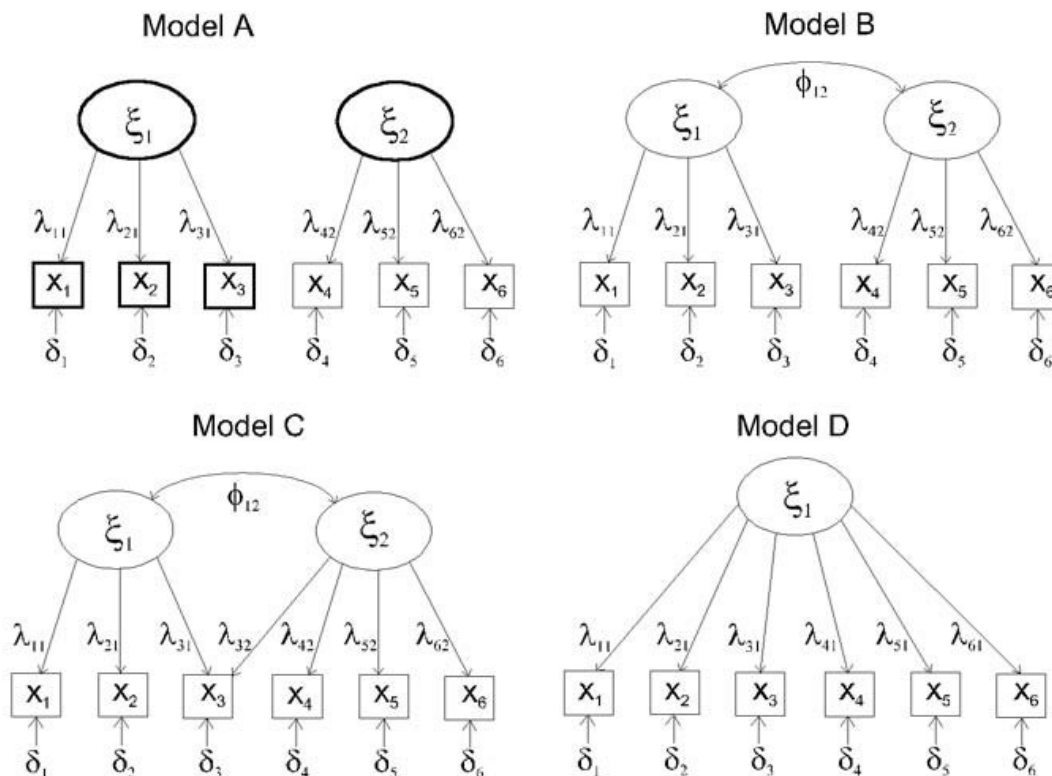 Model A
ξ₁ ξ₂
λ₁₁ λ₂₁ λ₃₁ λ₄₂ λ₅₂ λ₆₂
X₁ X₂ X₃ X₄ X₅ X₆
δ₁ δ₂ δ₃ δ₄ δ₅ δ₆
Model B
ϕ₁₂
ξ₁ ξ₂
λ₁₁ λ₂₁ λ₃₁ λ₄₂ λ₅₂ λ₆₂
X₁ X₂ X₃ X₄ X₅ X₆
δ₁ δ₂ δ₃ δ₄ δ₅ δ₆
Model C
ϕ₁₂
ξ₁ ξ₂
λ₁₁ λ₂₁ λ₃₁ λ₃₂ λ₄₂ λ₅₂ λ₆₂
X₁ X₂ X₃ X₄ X₅ X₆
δ₁ δ₂ δ₃ δ₄ δ₅ δ₆
Model D
ξ₁
λ₁₁ λ₂₁ λ₃₁ λ₄₁ λ₅₁ λ₆₁
X₁ X₂ X₃ X₄ X₅ X₆
δ₁ δ₂ δ₃ δ₄ δ₅ δ₆